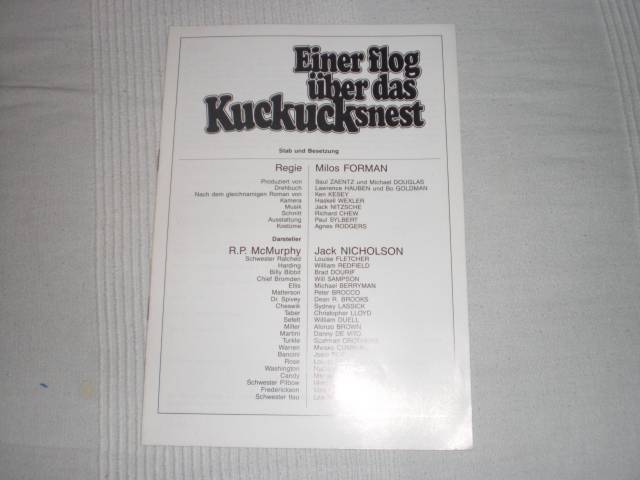 Einer flog
über das
Kuckucksnest
Stab und Besetzung
Regie Milos FORMAN
Produziert von Saul ZAENTZ und Michael DOUGLAS
Drehbuch Lawrence HAUBEN und Bo GOLDMAN
Nach dem gleichnamigen Roman von Ken KESEY
Kamera Haskell WEXLER
Musik Jack NITZSCHE
Schnitt Richard CHEW
Ausstattung Paul SYLBERT
Kostüme Agnes RODGERS
Darsteller
R.P. McMurphy Jack NICHOLSON
Schwester Ratched Louise FLETCHER
Harding William REDFIELD
Billy Bibbit Brad DOURIF
Chief Bromden Will SAMPSON
Ellis Michael BERRYMAN
Matterson Peter BROCCO
Dr. Spivey Dean R. BROOKS
Cheswik Sydney LASSICK
Taber Christopher LLOYD
Sefelt William DUELL
Miller Alonzo BROWN
Martini Danny DE VITO
Turkle Scatman
Warren
Bancini
Rose
Washington
Candy
Schwester Pilbow
Frederickson
Schwester Itsu